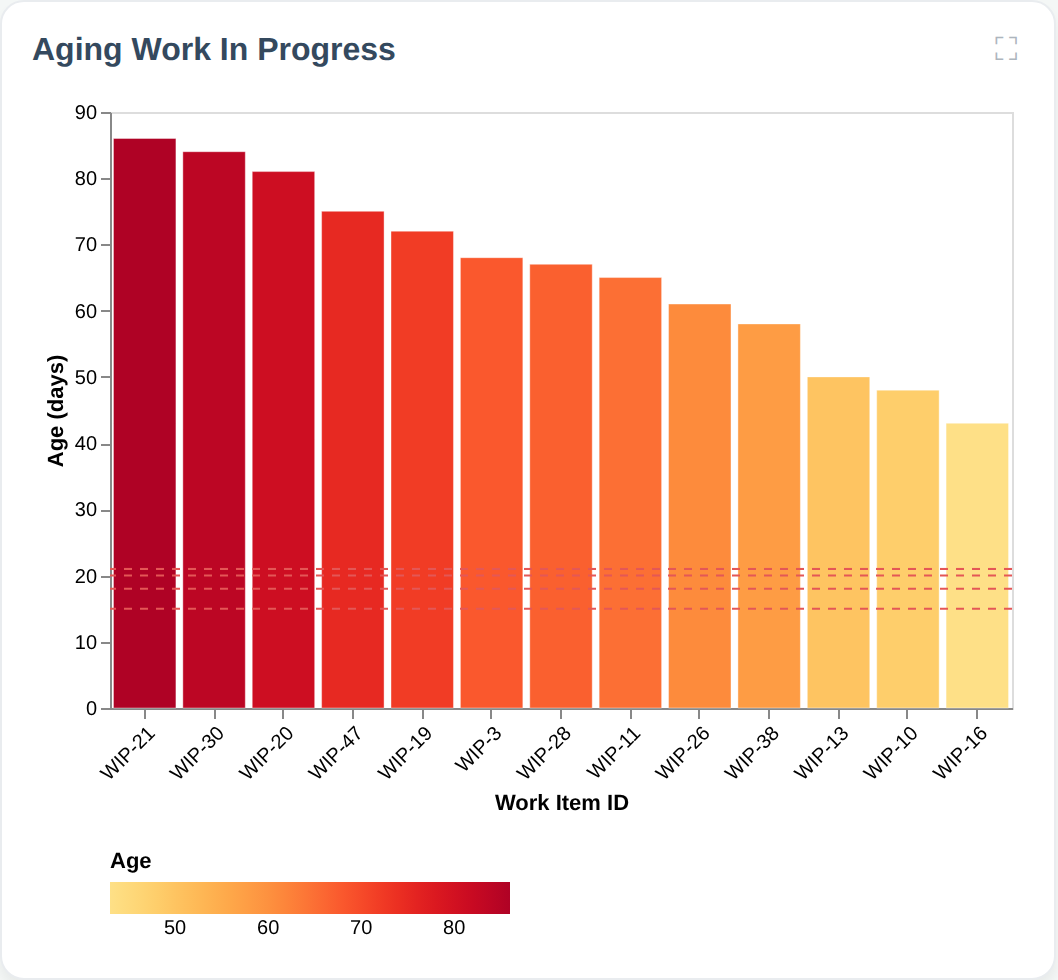 Aging Work In Progress
90
80
70
60
50
40
30
20
10
0
Age (days)
WIP-21 WIP-30 WIP-20 WIP-47 WIP-19 WIP-3 WIP-28 WIP-11 WIP-26 WIP-38 WIP-13 WIP-10 WIP-16
Work Item ID
Age
50 60 70 80